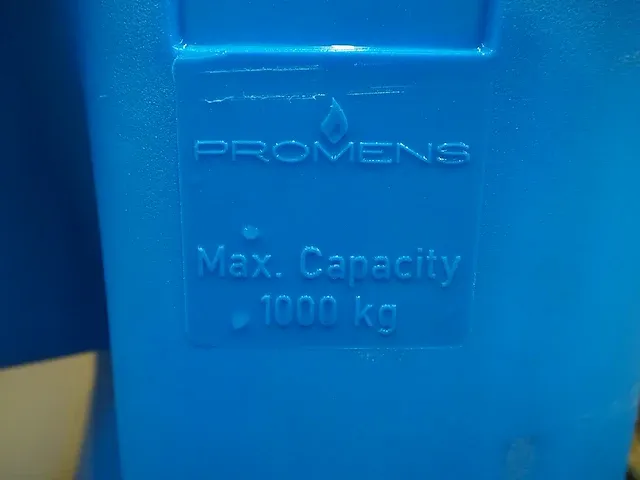 PROMENS
Max. Capacity
1000 kg